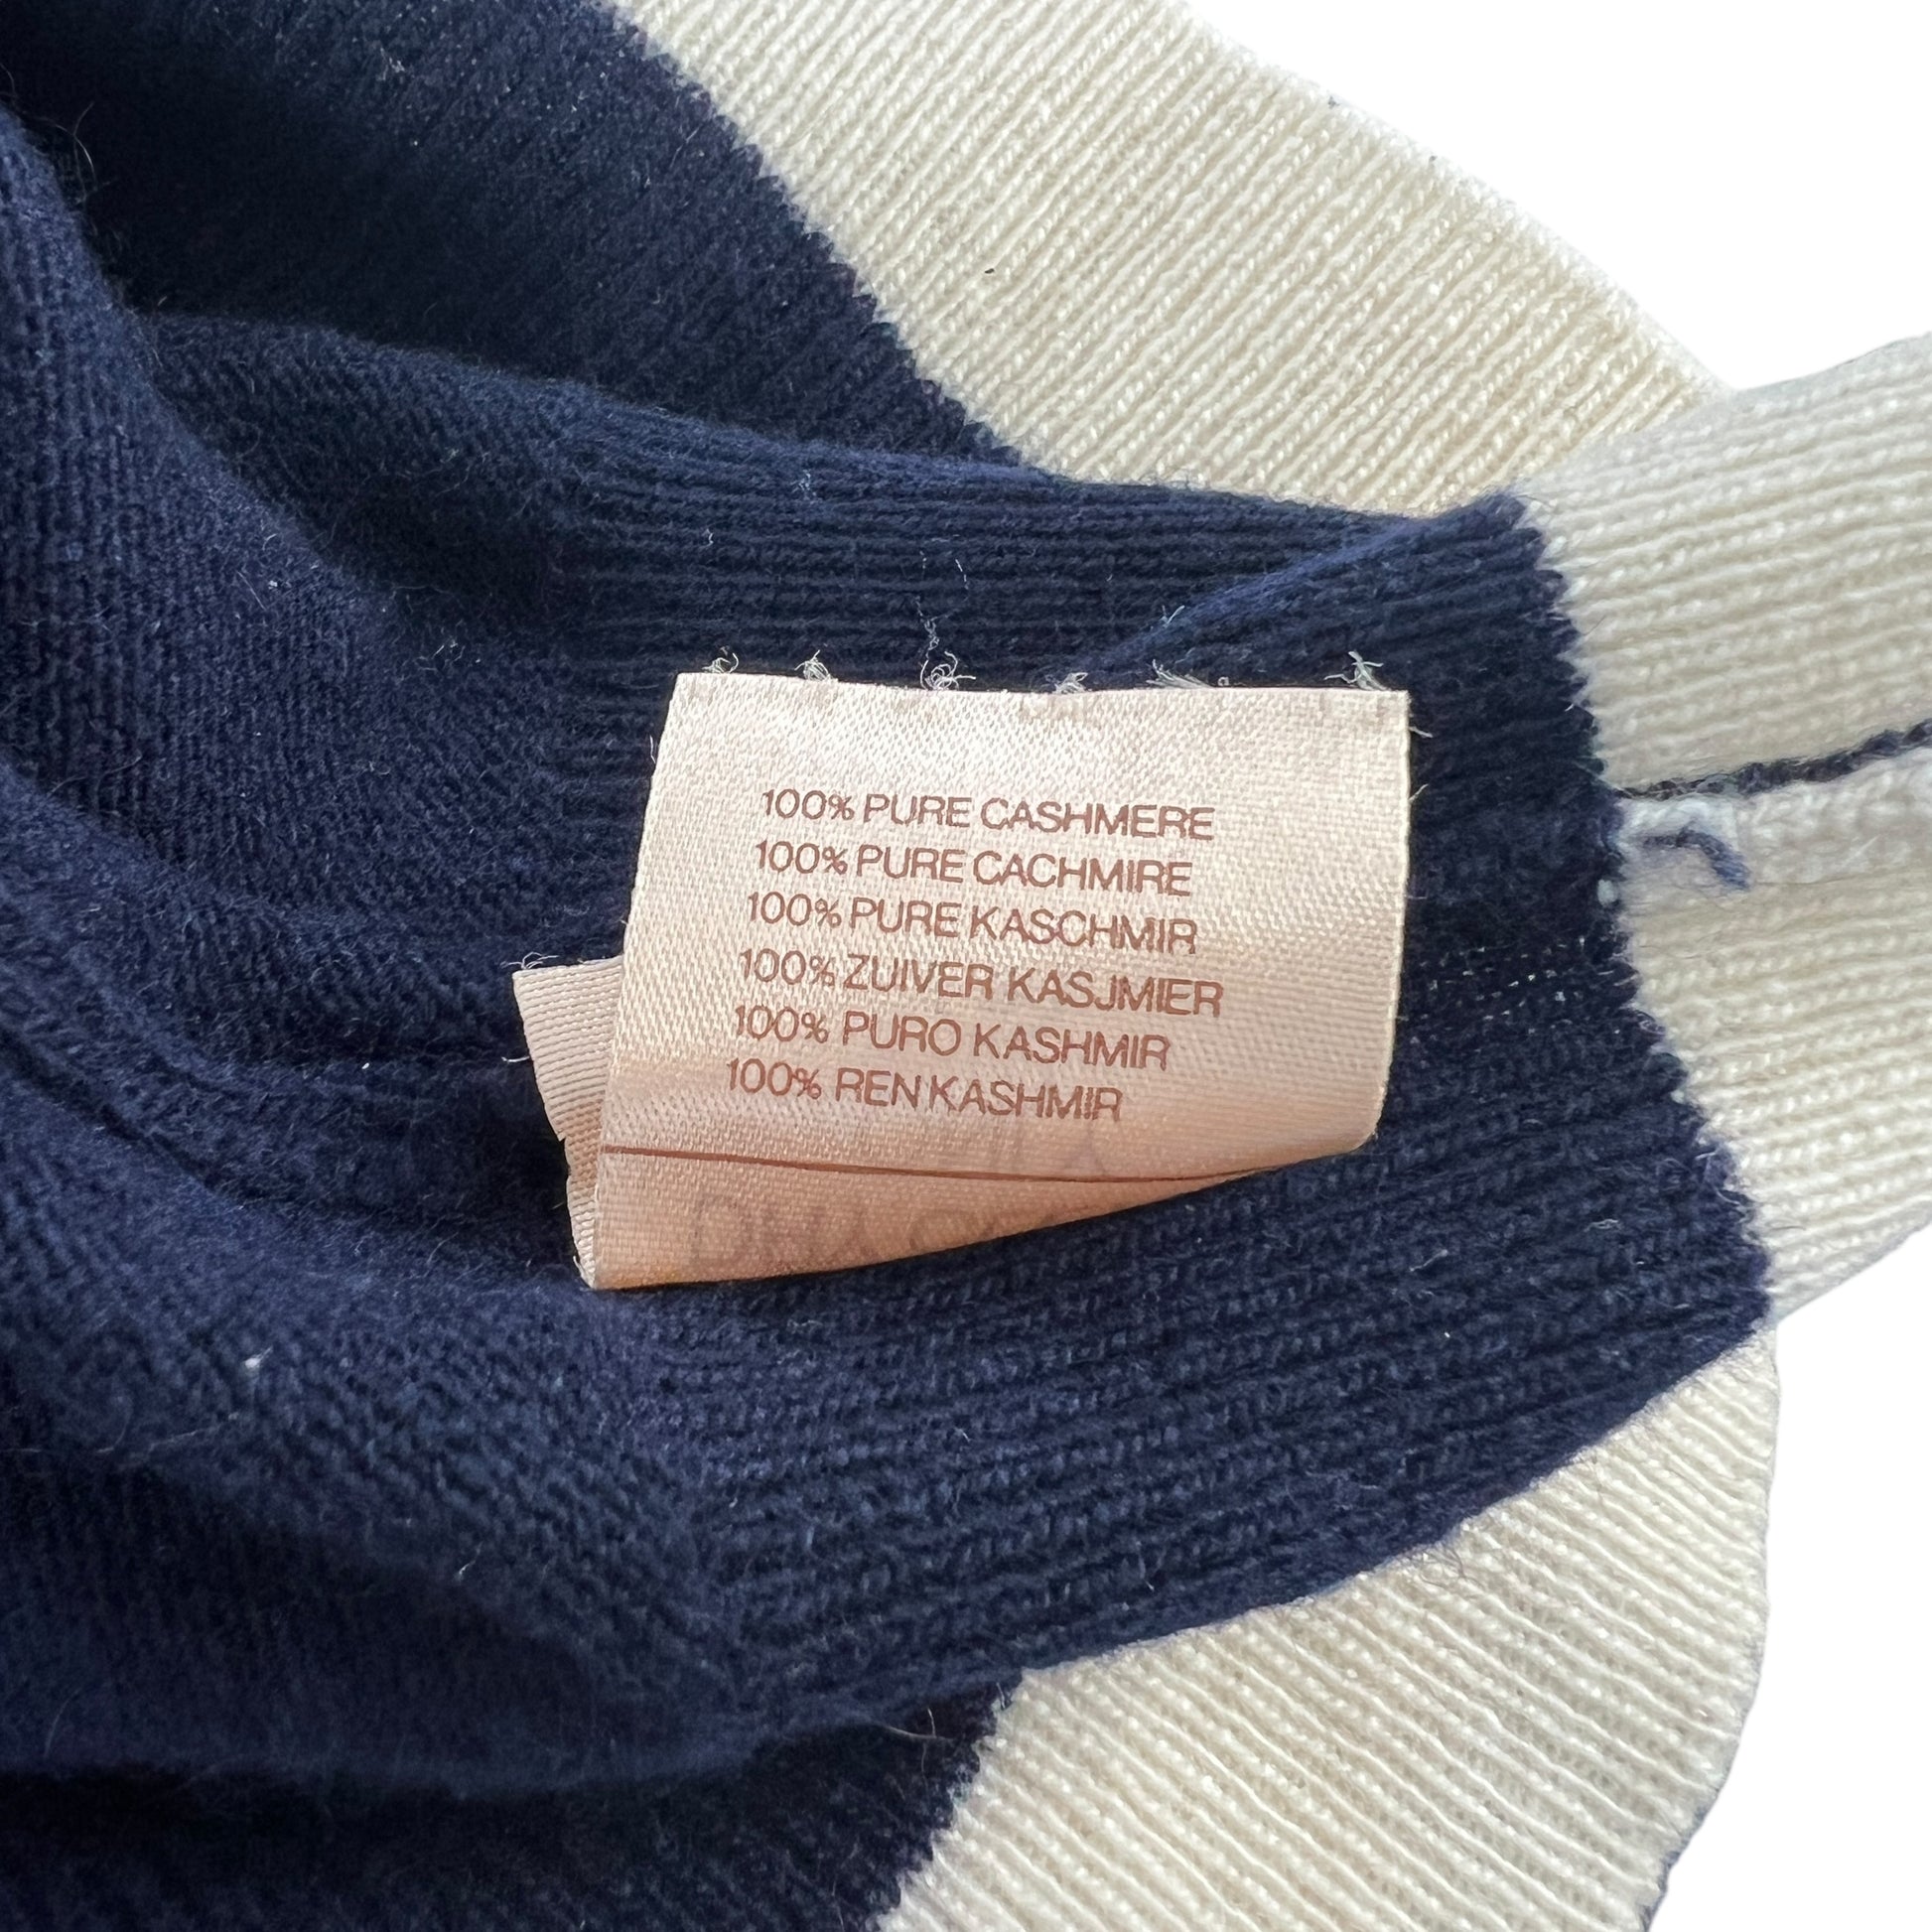 100% PURE CASHMERE
100% PURE CACHMIRE
100% PURE KASCHMIR
100% ZUIVER KASJMIER
100% PURO KASHMIR
100% REN KASHMIR